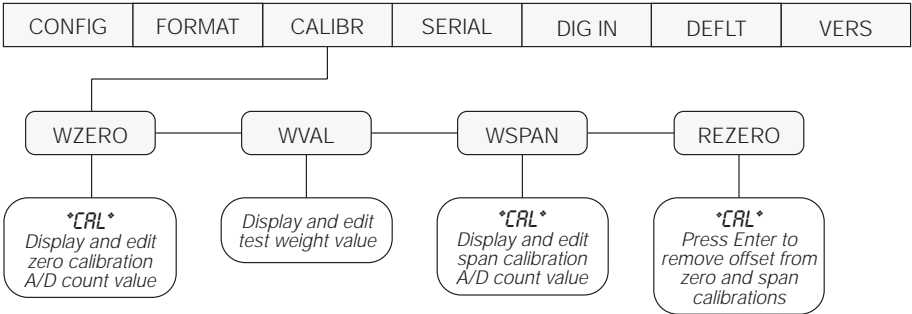 CONFIG FORMAT CALIBR SERIAL DIG IN DEFLT VERS
WZERO WVAL WSPAN REZERO
*CAL*
Display and edit
zero calibration
A/D count value
Display and edit
test weight value
*CAL*
Display and edit
span calibration
A/D count value
*CAL*
Press Enter to
remove offset from
zero and span
calibrations